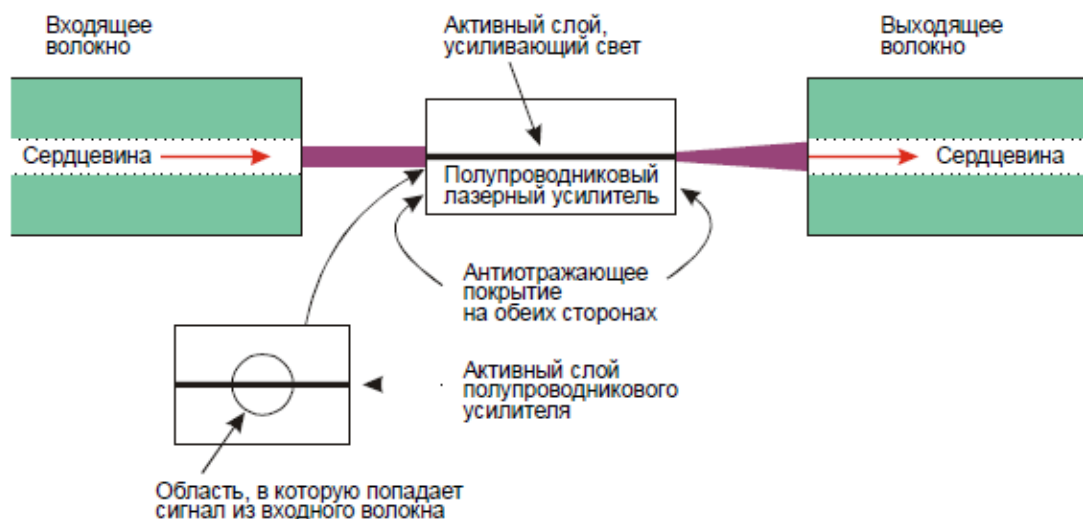 Входящее
волокно
Активный слой,
усиливающий свет
Выходящее
волокно
Сердцевина
Полупроводниковый
лазерный усилитель
Сердцевина
Антиотражающее
покрытие
на обеих сторонах
Активный слой
полупроводникового
усилителя
Область, в которую попадает
сигнал из входного волокна